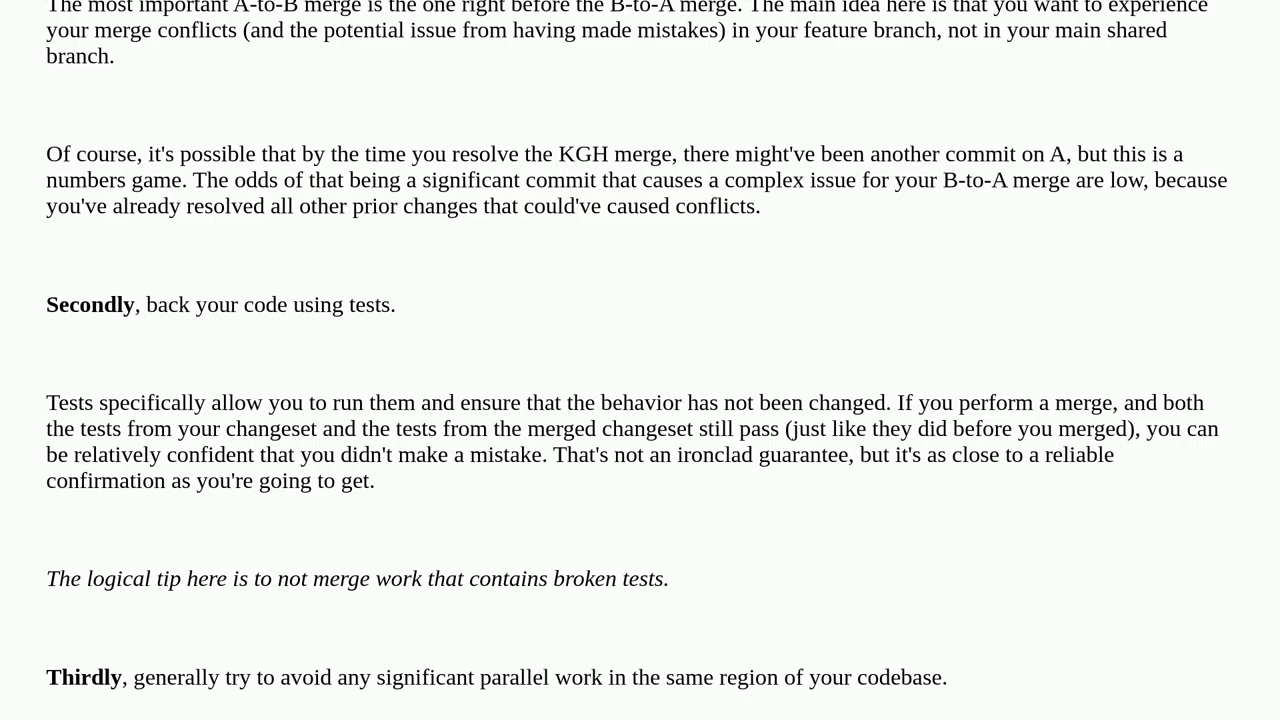 The most important A-to-B merge is the one right before the B-to-A merge. The main idea here is that you want to experience
your merge conflicts (and the potential issue from having made mistakes) in your feature branch, not in your main shared
branch.
Of course, it's possible that by the time you resolve the KGH merge, there might've been another commit on A, but this is a
numbers game. The odds of that being a significant commit that causes a complex issue for your B-to-A merge are low, because
you've already resolved all other prior changes that could've caused conflicts.
Secondly, back your code using tests.
Tests specifically allow you to run them and ensure that the behavior has not been changed. If you perform a merge, and both
the tests from your changeset and the tests from the merged changeset still pass (just like they did before you merged), you can
be relatively confident that you didn't make a mistake. That's not an ironclad guarantee, but it's as close to a reliable
confirmation as you're going to get.
The logical tip here is to not merge work that contains broken tests.
Thirdly, generally try to avoid any significant parallel work in the same region of your codebase.